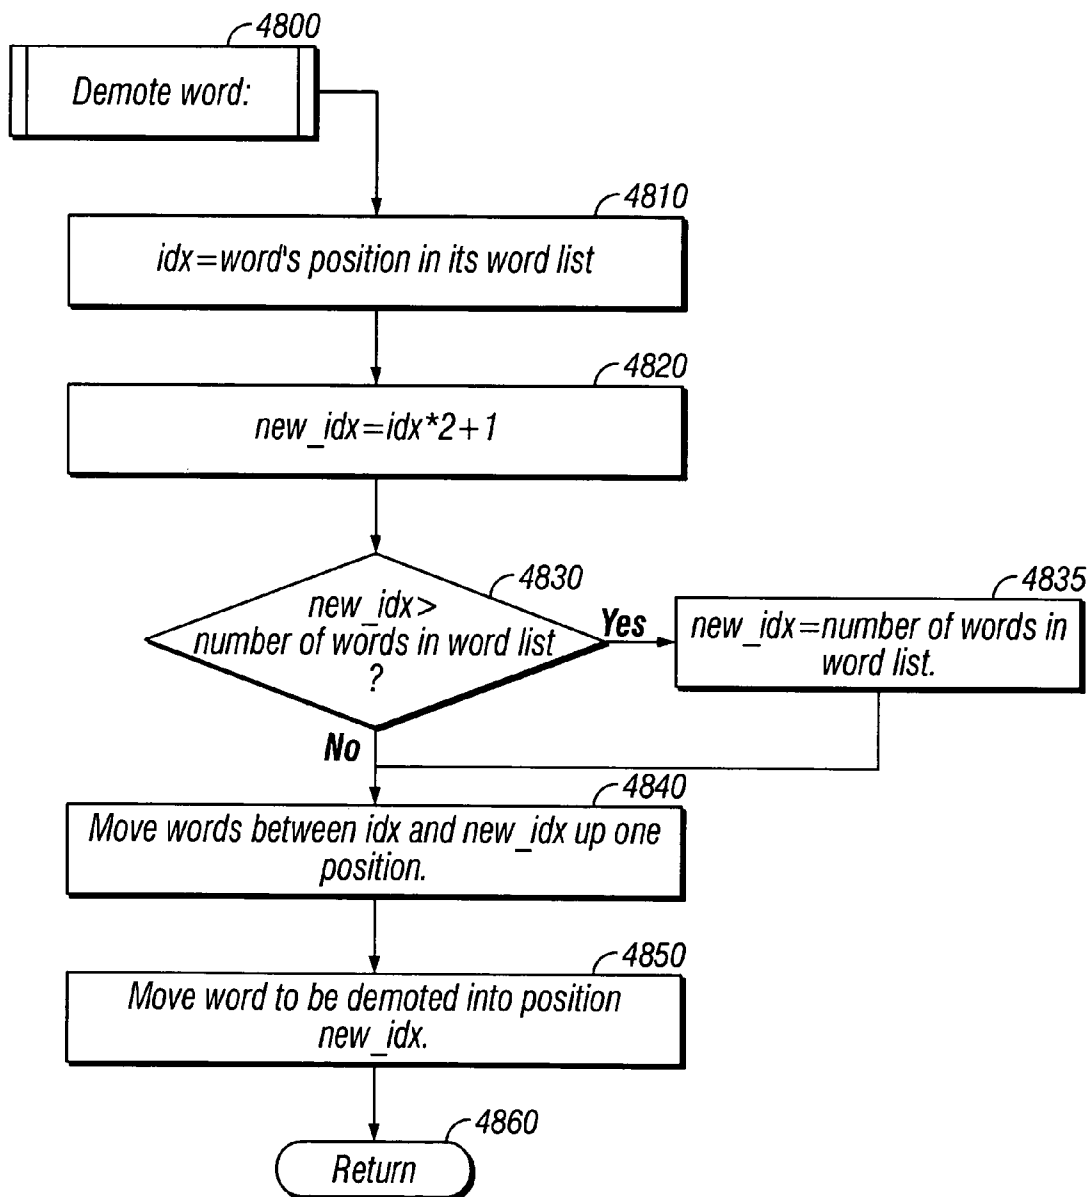 4800
Demote word:
4810
idx=word's position in its word list
4820
new_idx=idx*2+1
4830
new_idx>
number of words in word list
?
Yes
4835
new_idx=number of words in
word list.
No
4840
Move words between idx and new_idx up one
position.
4850
Move word to be demoted into position
new_idx.
4860
Return